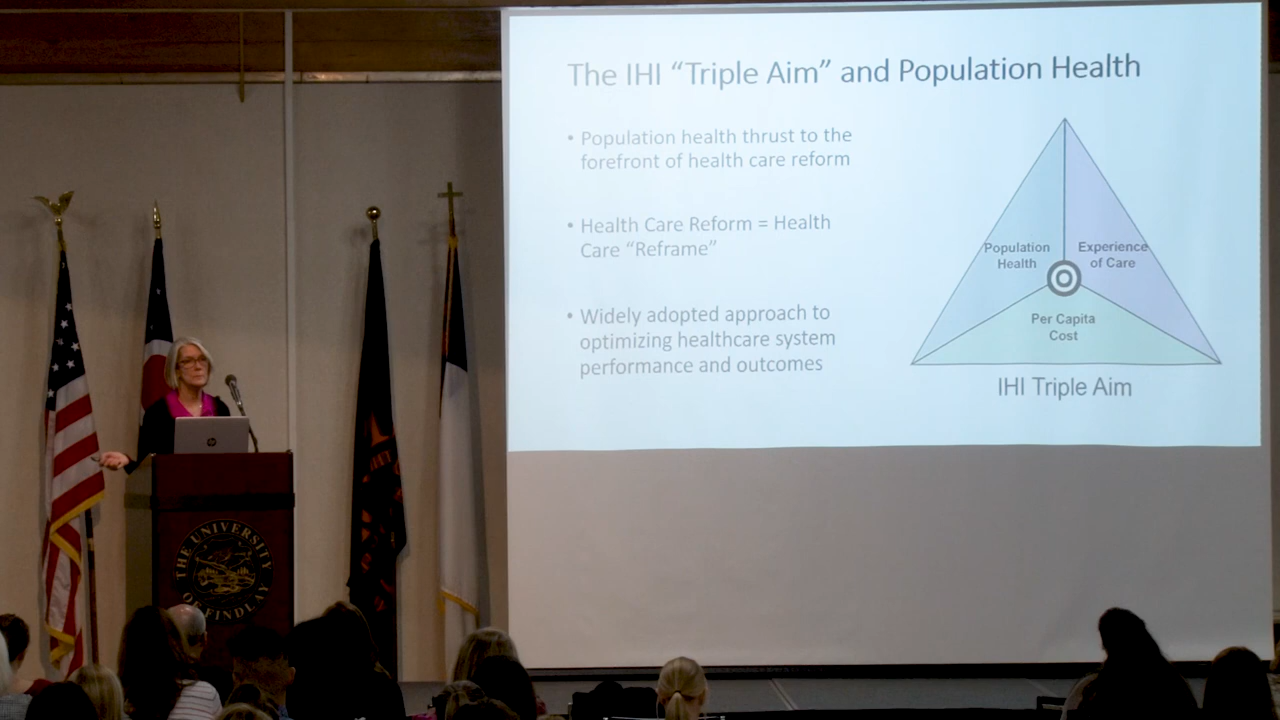 The IHI “Triple Aim” and Population Health
• Population health thrust to the
forefront of health care reform
• Health Care Reform = Health
Care “Reframe”
• Widely adopted approach to
optimizing healthcare system
performance and outcomes
Population
Health
Experience
of Care
Per Capita
Cost
IHI Triple Aim
hp
THE UNIVERSITY
OF FINDLAY